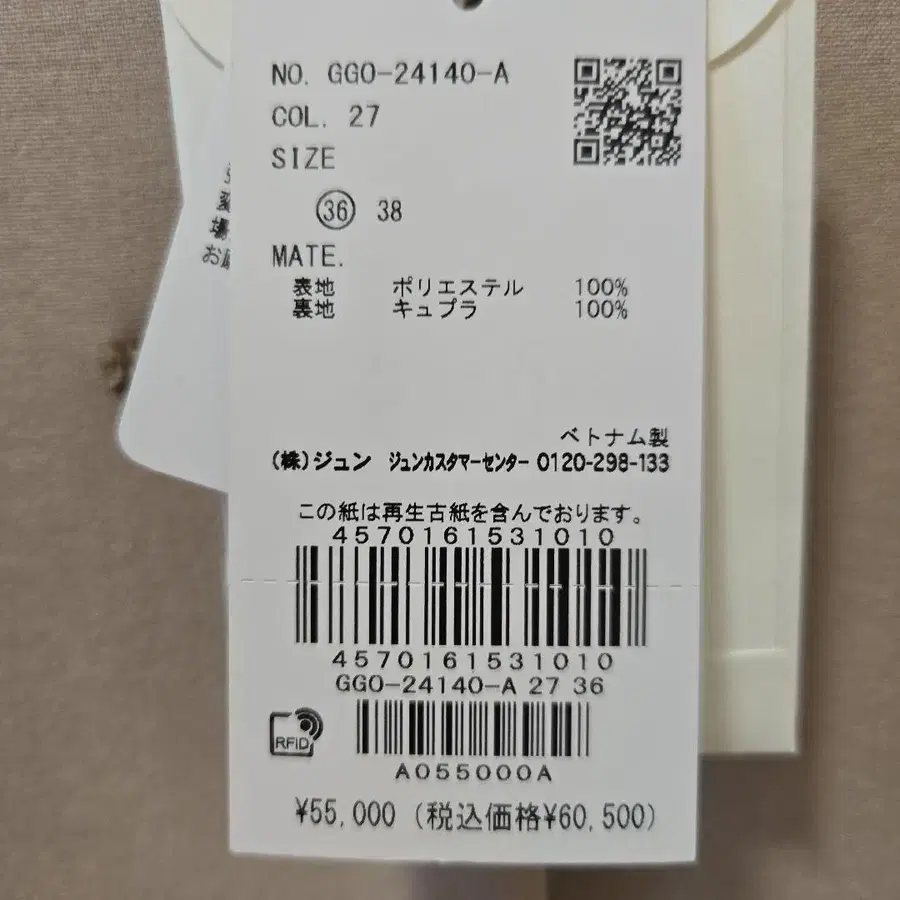 NO. GGO-24140-A
COL. 27
SIZE
36 38
MATE.
表地 ポリエステル 100%
裏地 キュプラ 100%
ベトナム製
(株)ジュン ジュンカスタマーセンター 0120-298-133
この紙は再生古紙を含んでおります。
4570161531010
4570161531010
GGO-24140-A 27 36
RFID
A055000A
¥55,000 (税込価格¥60,500)
場
お